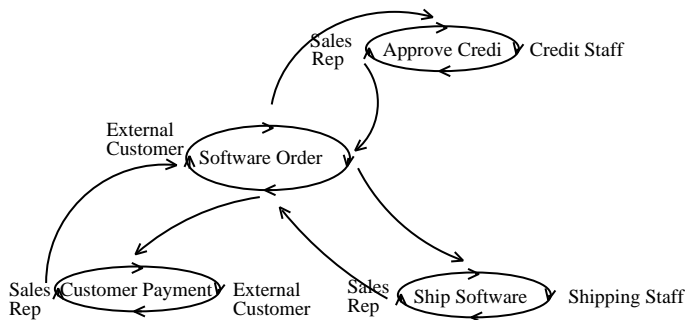 Sales
Rep
Approve Credi
Credit Staff
External
Customer
Software Order
Sales
Rep
Customer Payment
External
Customer
Sales
Rep
Ship Software
Shipping Staff